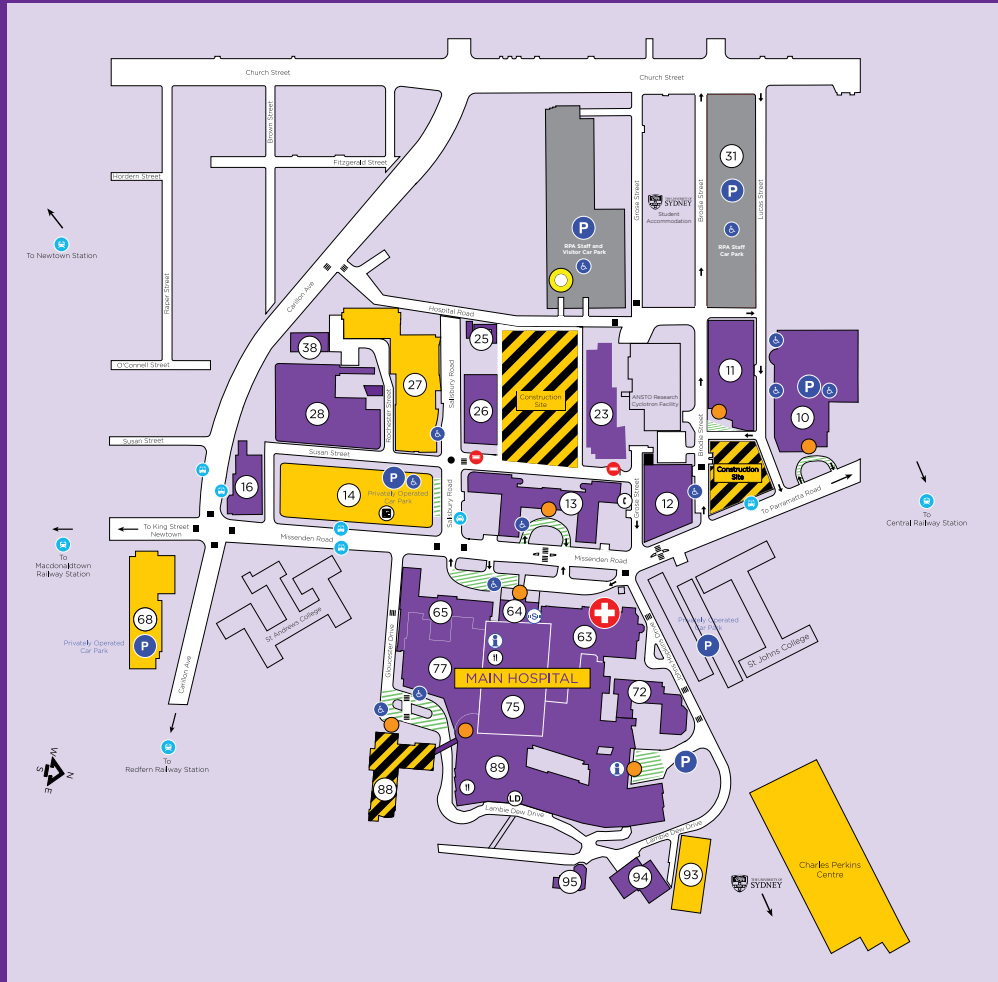 Church Street
Church Street
Brown Street
Fitzgerald Street
Hordern Street
Raper Street
O'Connell Street
Susan Street
Carillon Ave
To Newtown Station
31
P
RPA Staff
Car Park
Lucas Street
Brodie Street
Grose Street
THE UNIVERSITY OF
SYDNEY
Student
Accommodation
P
RPA Staff and
Visitor Car Park
Hospital Road
38
28
27
25
26
Construction
Site
23
ANSTO Research
Cyclotron Facility
11
P
10
Salisbury Road
Rochester Street
Susan Street
Brodie Street
Construction
Site
16
14
P
Privately Operated
Car Park
Salisbury Road
13
Grose Street
12
To Parramatta Road
To
Central Railway Station
To King Street
Newtown
Missenden Road
Missenden Road
To
Macdonaldtown
Railway Station
68
P
Privately Operated
Car Park
Carillon Ave
To
Redfern Railway Station
St Andrews College
Gloucester Drive
65
64
63
77
MAIN HOSPITAL
75
72
Johns Hopkins Drive
Privately Operated
Car Park
P
St Johns College
i
i
P
89
88
LD
Lambie Dew Drive
Lambie Dew Drive
95
94
93
THE UNIVERSITY OF
SYDNEY
Charles Perkins
Centre
W
N
S
E